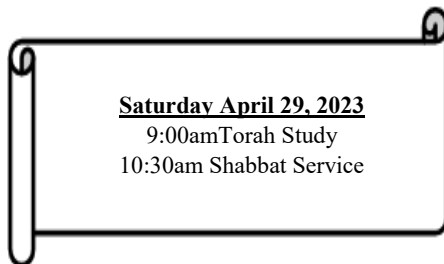 Saturday April 29, 2023
9:00amTorah Study
10:30am Shabbat Service